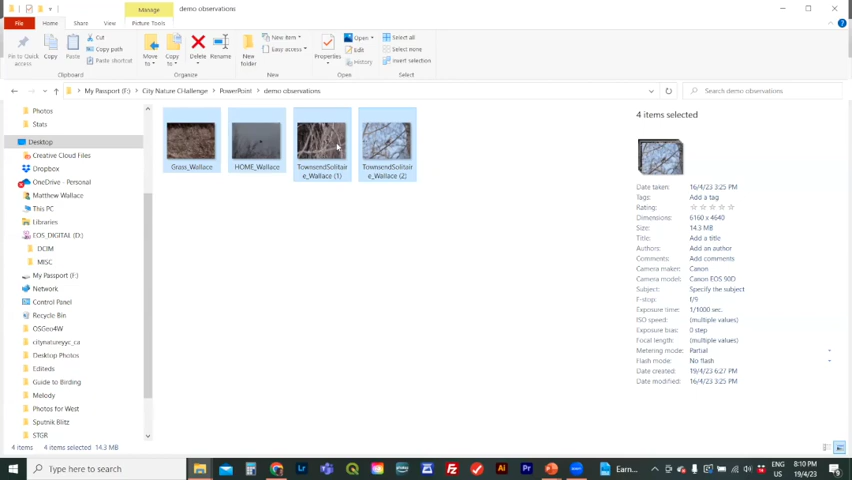 Manage
demo observations
File
Home
Share
View
Picture Tools
Pin to Quick access
Copy
Paste
Cut
Copy path
Paste shortcut
Clipboard
Move to
Copy to
Delete
Rename
Organize
New folder
New item
Easy access
New
Properties
Open
Edit
History
Open
Select all
Select none
Invert selection
Select
My Passport (F:) > City Nature CHallenge > PowerPoint > demo observations
Search demo observations
Photos
Stats
Desktop
Creative Cloud Files
Dropbox
OneDrive - Personal
Matthew Wallace
This PC
Libraries
EOS_DIGITAL (D:)
DCIM
MISC
My Passport (F:)
Network
Control Panel
Recycle Bin
OSGeo4W
citynatureyyc_ca
Desktop Photos
Editeds
Guide to Birding
Melody
Photos for West
Sputnik Blitz
STGR
Grass_Wallace
HOME_Wallace
TownsendSolitair
e_Wallace (1)
TownsendSolitair
e_Wallace (2)
4 items selected
Date taken: 16/4/23 3:25 PM
Tags: Add a tag
Rating:
Dimensions: 6160 x 4640
Size: 14.3 MB
Title: Add a title
Authors: Add an author
Comments: Add comments
Camera maker: Canon
Camera model: Canon EOS 90D
Subject: Specify the subject
F-stop: f/9
Exposure time: 1/1000 sec.
ISO speed: (multiple values)
Exposure bias: 0 step
Focal length: (multiple values)
Metering mode: Partial
Flash mode: No flash
Date created: 19/4/23 6:27 PM
Date modified: 16/4/23 3:25 PM
4 items 4 items selected 14.3 MB
Type here to search
Lr
Ai
Pr
Earn...
ENG
US
8:10 PM
19/4/23